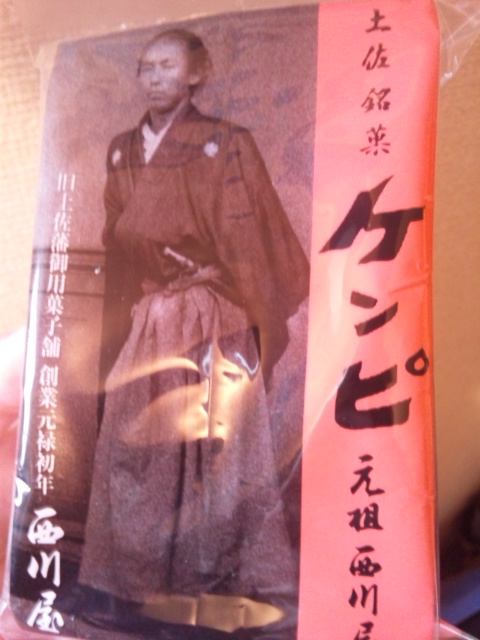 土佐銘菓
ケンピ
元祖西川屋
旧土佐藩御用菓子舗 創業元禄初年
西川屋